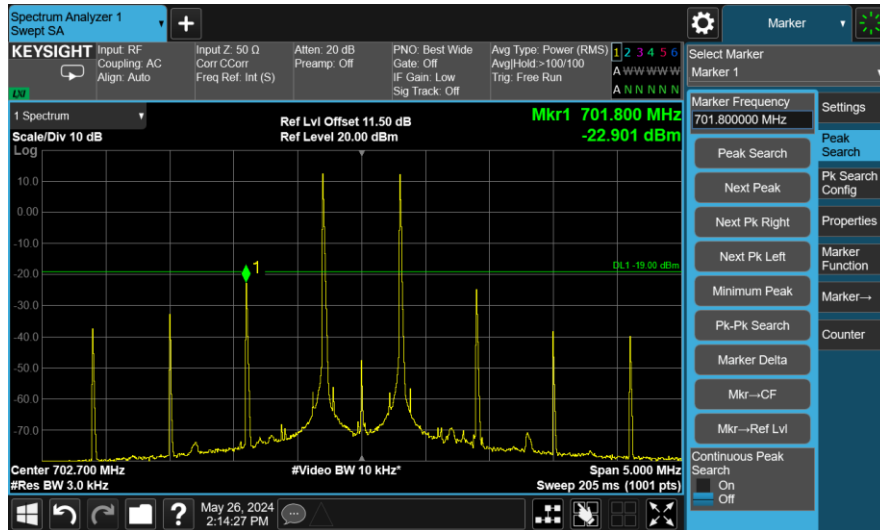 Spectrum Analyzer 1
Swept SA
+
Marker
KEYSIGHT
Input: RF
Coupling: AC
Align: Auto
Input Z: 50 Ω
Corr CCorr
Freq Ref: Int (S)
Atten: 20 dB
Preamp: Off
PNO: Best Wide
Gate: Off
IF Gain: Low
Sig Track: Off
Avg Type: Power (RMS)
Avg|Hold:>100/100
Trig: Free Run
1 2 3 4 5 6
A W W W W W
A N N N N N
LXI
Select Marker
Marker 1
1 Spectrum
Scale/Div 10 dB
Log
Ref Lvl Offset 11.50 dB
Ref Level 20.00 dBm
Mkr1 701.800 MHz
-22.901 dBm
10.0
0.00
-10.0
-20.0
-30.0
-40.0
-50.0
-60.0
-70.0
1
DL1 -19.00 dBm
Center 702.700 MHz
#Res BW 3.0 kHz
#Video BW 10 kHz*
Span 5.000 MHz
Sweep 205 ms (1001 pts)
Marker Frequency
701.800000 MHz
Peak Search
Next Peak
Next Pk Right
Next Pk Left
Minimum Peak
Pk-Pk Search
Marker Delta
Mkr→CF
Mkr→Ref Lvl
Continuous Peak
Search
On
Off
Settings
Peak
Search
Pk Search
Config
Properties
Marker
Function
Marker→
Counter
?
May 26, 2024
2:14:27 PM